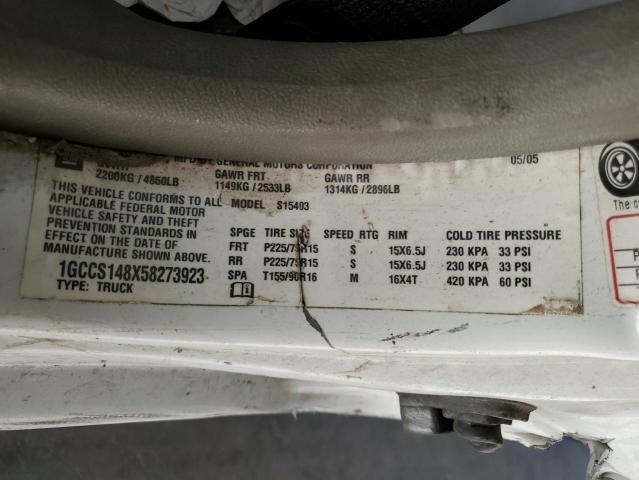 MFD BY GENERAL MOTORS CORPORATION 05/05
GAWR FRT GAWR RR
2200KG / 4850LB 1149KG / 2533LB 1314KG / 2896LB
THIS VEHICLE CONFORMS TO ALL MODEL S15403
APPLICABLE FEDERAL MOTOR
VEHICLE SAFETY AND THEFT
PREVENTION STANDARDS IN
EFFECT ON THE DATE OF
MANUFACTURE SHOWN ABOVE.
1GCCS148X58273923
TYPE: TRUCK
SPGE TIRE SIZE SPEED RTG RIM COLD TIRE PRESSURE
FRT P225/75R15 S 15X6.5J 230 KPA 33 PSI
RR P225/75R15 S 15X6.5J 230 KPA 33 PSI
SPA T155/90R16 M 16X4T 420 KPA 60 PSI
The